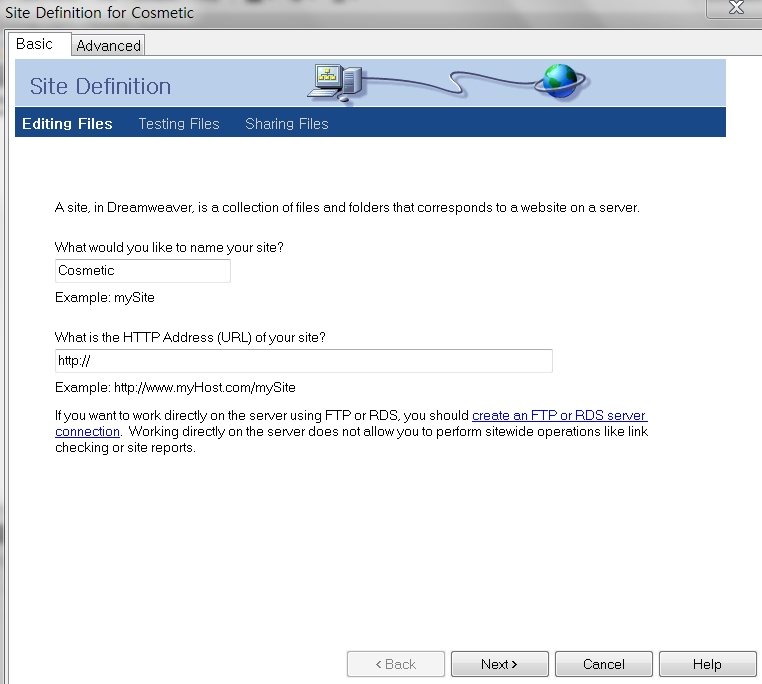 Site Definition for Cosmetic
Basic
Advanced
Site Definition
Editing Files
Testing Files
Sharing Files
A site, in Dreamweaver, is a collection of files and folders that corresponds to a website on a server.
What would you like to name your site?
Cosmetic
Example: mySite
What is the HTTP Address (URL) of your site?
http://
Example: http://www.myHost.com/mySite
If you want to work directly on the server using FTP or RDS, you should create an FTP or RDS server
connection. Working directly on the server does not allow you to perform sitewide operations like link
checking or site reports.
< Back
Next >
Cancel
Help